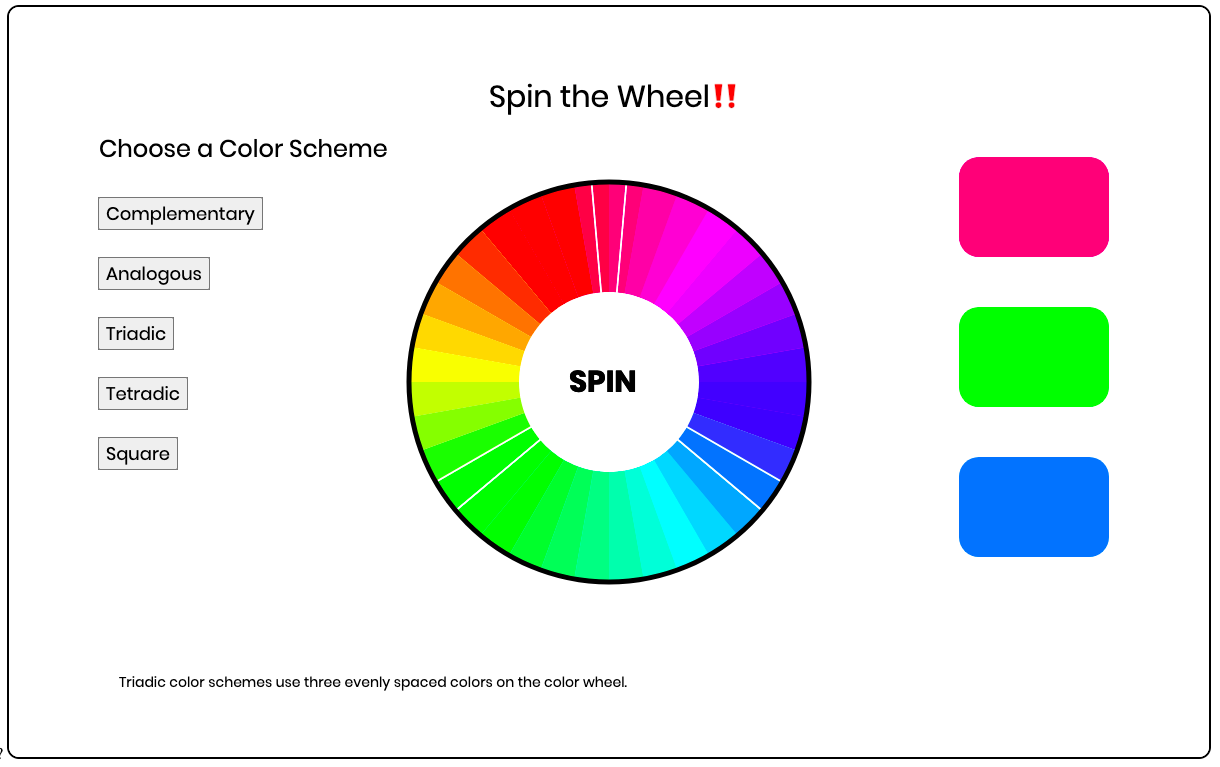 Spin the Wheel‼
Choose a Color Scheme
Complementary
Analogous
Triadic
Tetradic
Square
SPIN
Triadic color schemes use three evenly spaced colors on the color wheel.
?